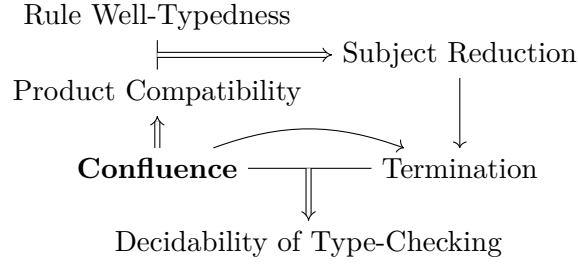 Rule Well-Typedness
Subject Reduction
Product Compatibility
Confluence
Termination
Decidability of Type-Checking